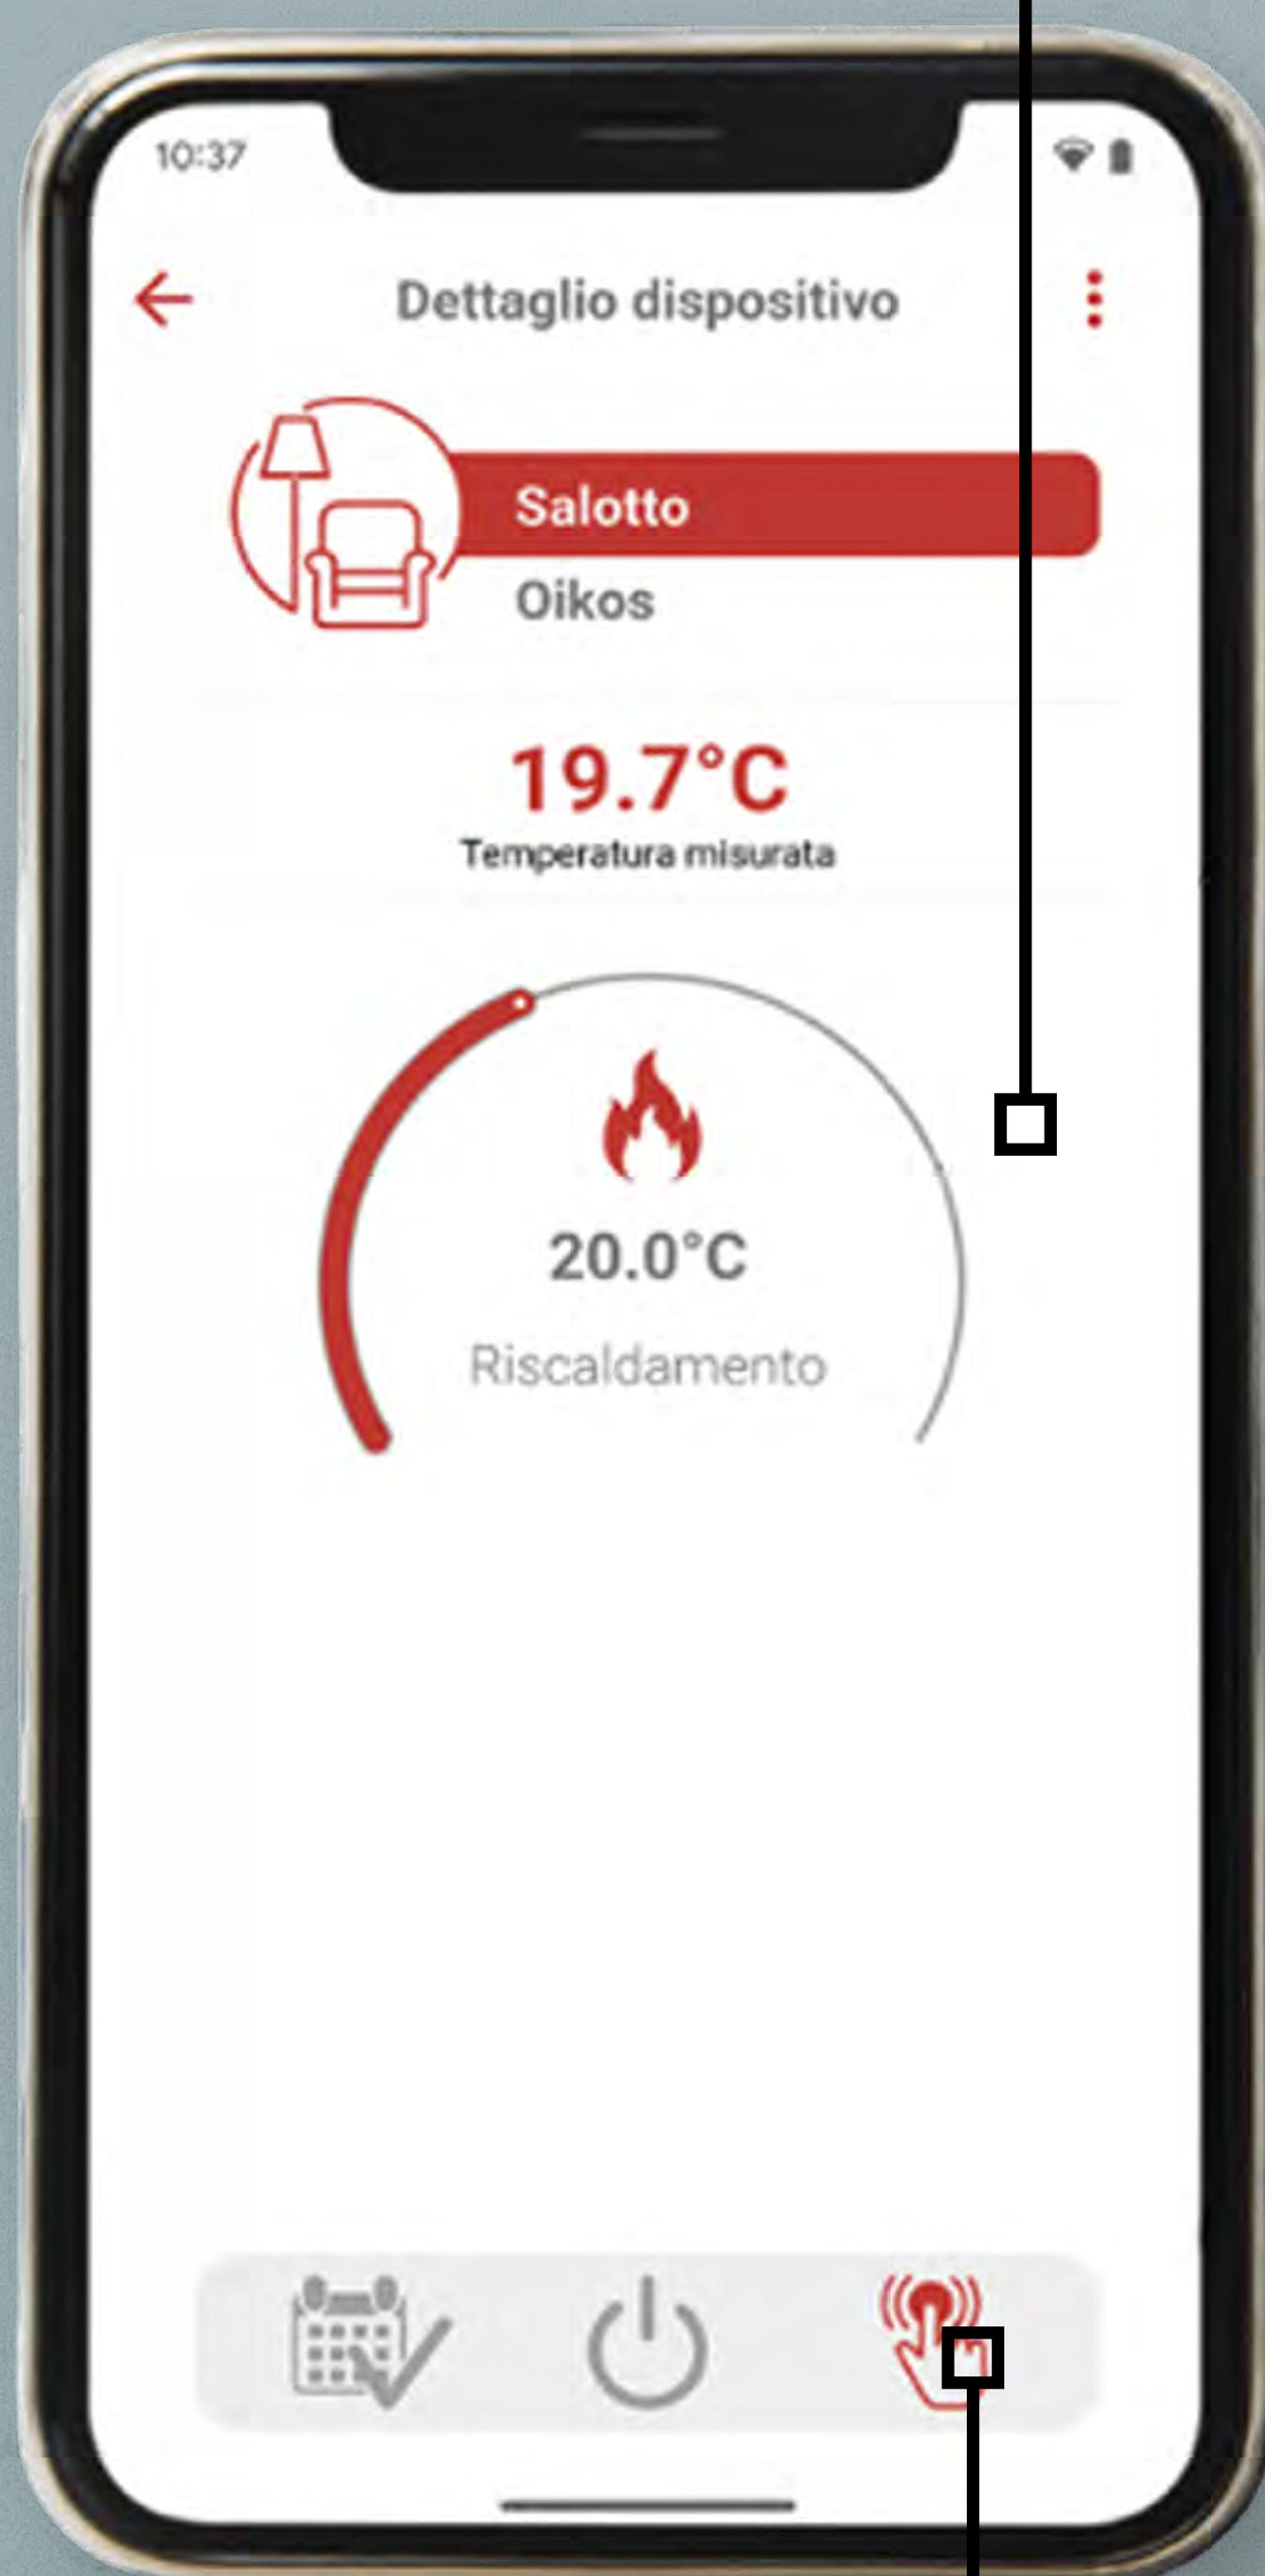 10:37
Dettaglio dispositivo
Salotto
Oikos
19.7°C
Temperatura misurata
20.0°C
Riscaldamento